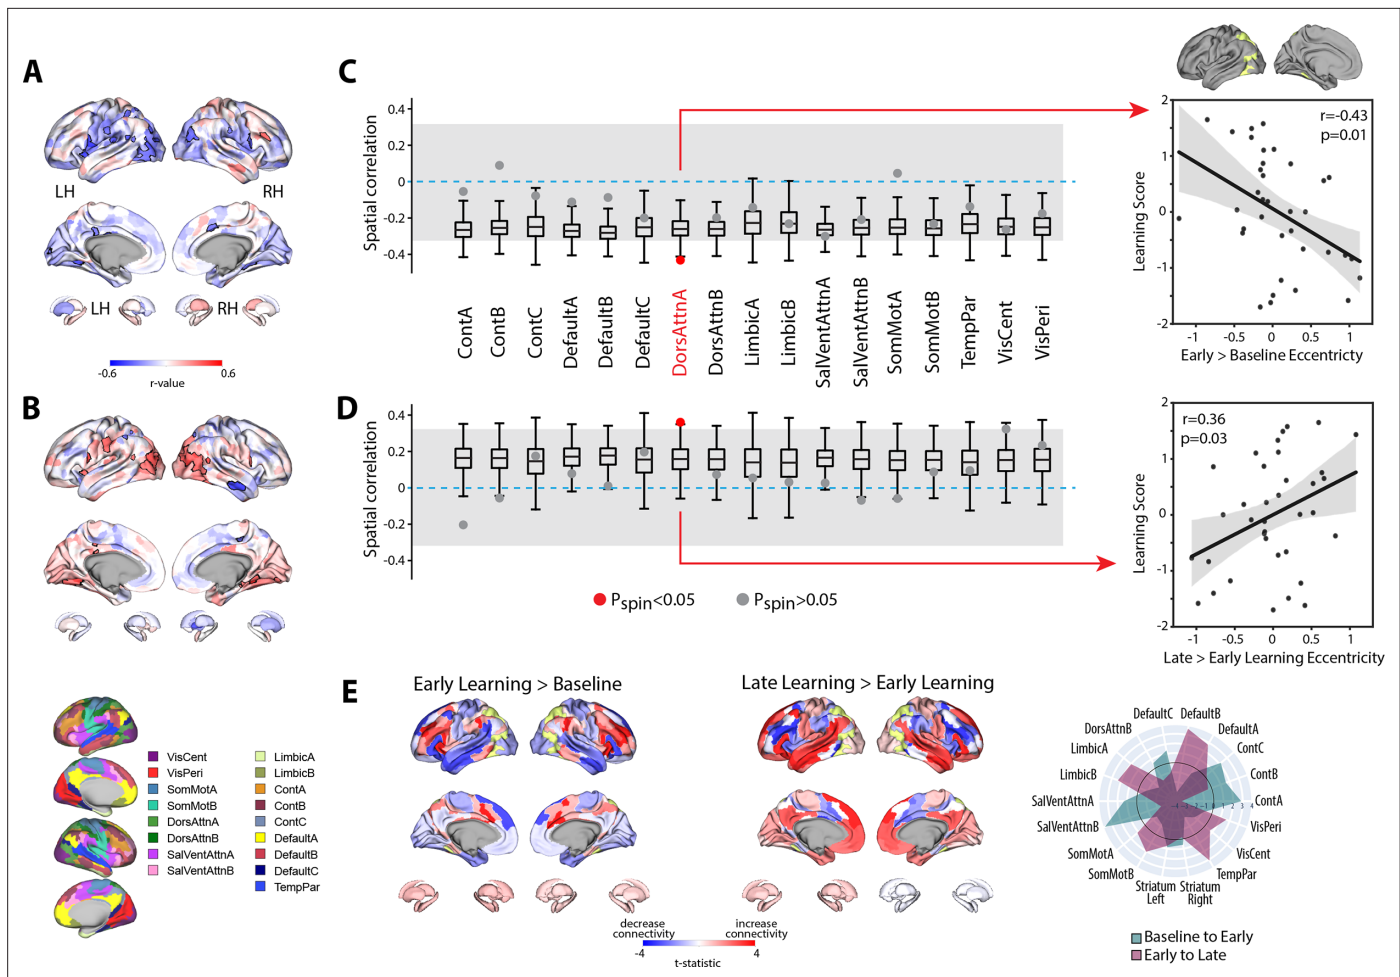 A
LH
RH
LH
RH
-0.6
0.6
r-value
B
C
Spatial correlation
0.4
0.2
0
-0.2
-0.4
ContA
ContB
ContC
DefaultA
DefaultB
DefaultC
DorsAttnA
DorsAttnB
LimbicA
LimbicB
SalVentAttnA
SalVentAttnB
SomMotA
SomMotB
TempPar
VisCent
VisPeri
r=-0.43
p=0.01
Learning Score
2
1
0
-1
-2
-1
-0.5
0
0.5
1
Early > Baseline Eccentricty
D
Spatial correlation
0.4
0.2
0
-0.2
-0.4
Pspin<0.05
Pspin>0.05
r=0.36
p=0.03
Learning Score
2
1
0
-1
-2
-1
-0.5
0
0.5
1
Late > Early Learning Eccentricity
VisCent
VisPeri
SomMotA
SomMotB
DorsAttnA
DorsAttnB
SalVentAttnA
SalVentAttnB
LimbicA
LimbicB
ContA
ContB
ContC
DefaultA
DefaultB
DefaultC
TempPar
E
Early Learning > Baseline
Late Learning > Early Learning
decrease
connectivity
increase
connectivity
-4
4
t-statistic
DefaultC
DefaultB
DorsAttnB
DefaultA
LimbicA
ContC
LimbicB
ContB
SalVentAttnA
ContA
SalVentAttnB
VisPeri
SomMotA
VisCent
SomMotB
TempPar
Striatum
Left
Striatum
Right
0 1 2 3 4
Baseline to Early
Early to Late